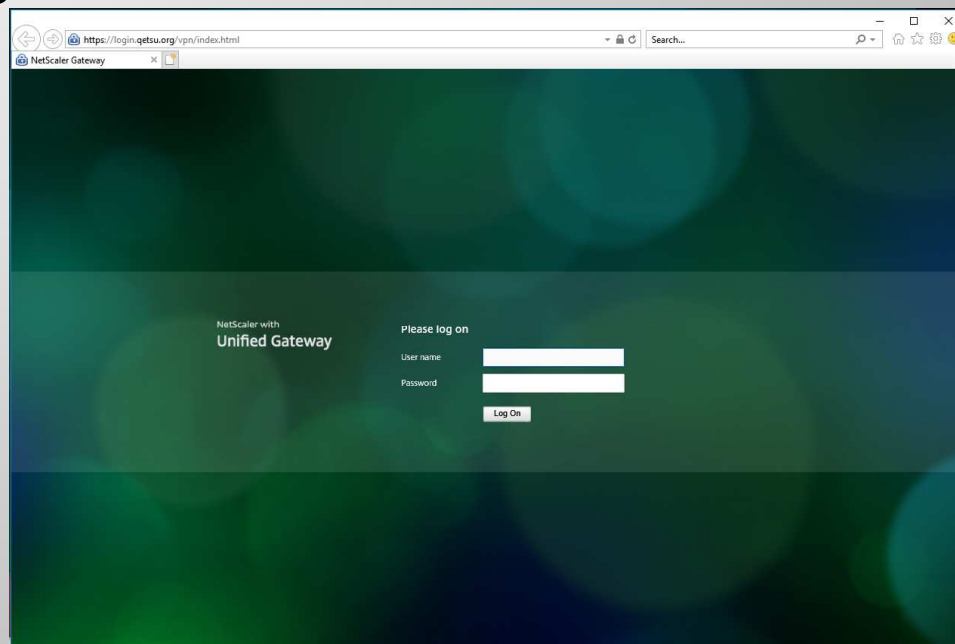 https://login.qetsu.org/vpn/index.html
Search...
NetScaler Gateway
NetScaler with
Unified Gateway
Please log on
User name
Password
Log On